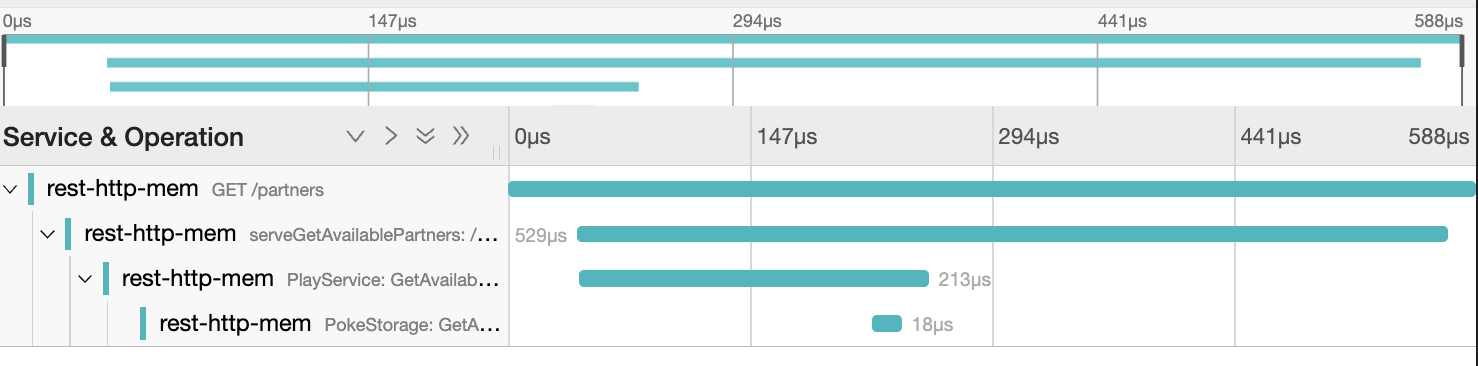 0μs 147μs 294μs 441μs 588μs
Service & Operation 0μs 147μs 294μs 441μs 588μs
rest-http-mem GET /partners
rest-http-mem serveGetAvailablePartners: /... 529μs
rest-http-mem PlayService: GetAvailab... 213μs
rest-http-mem PokeStorage: GetA... 18μs